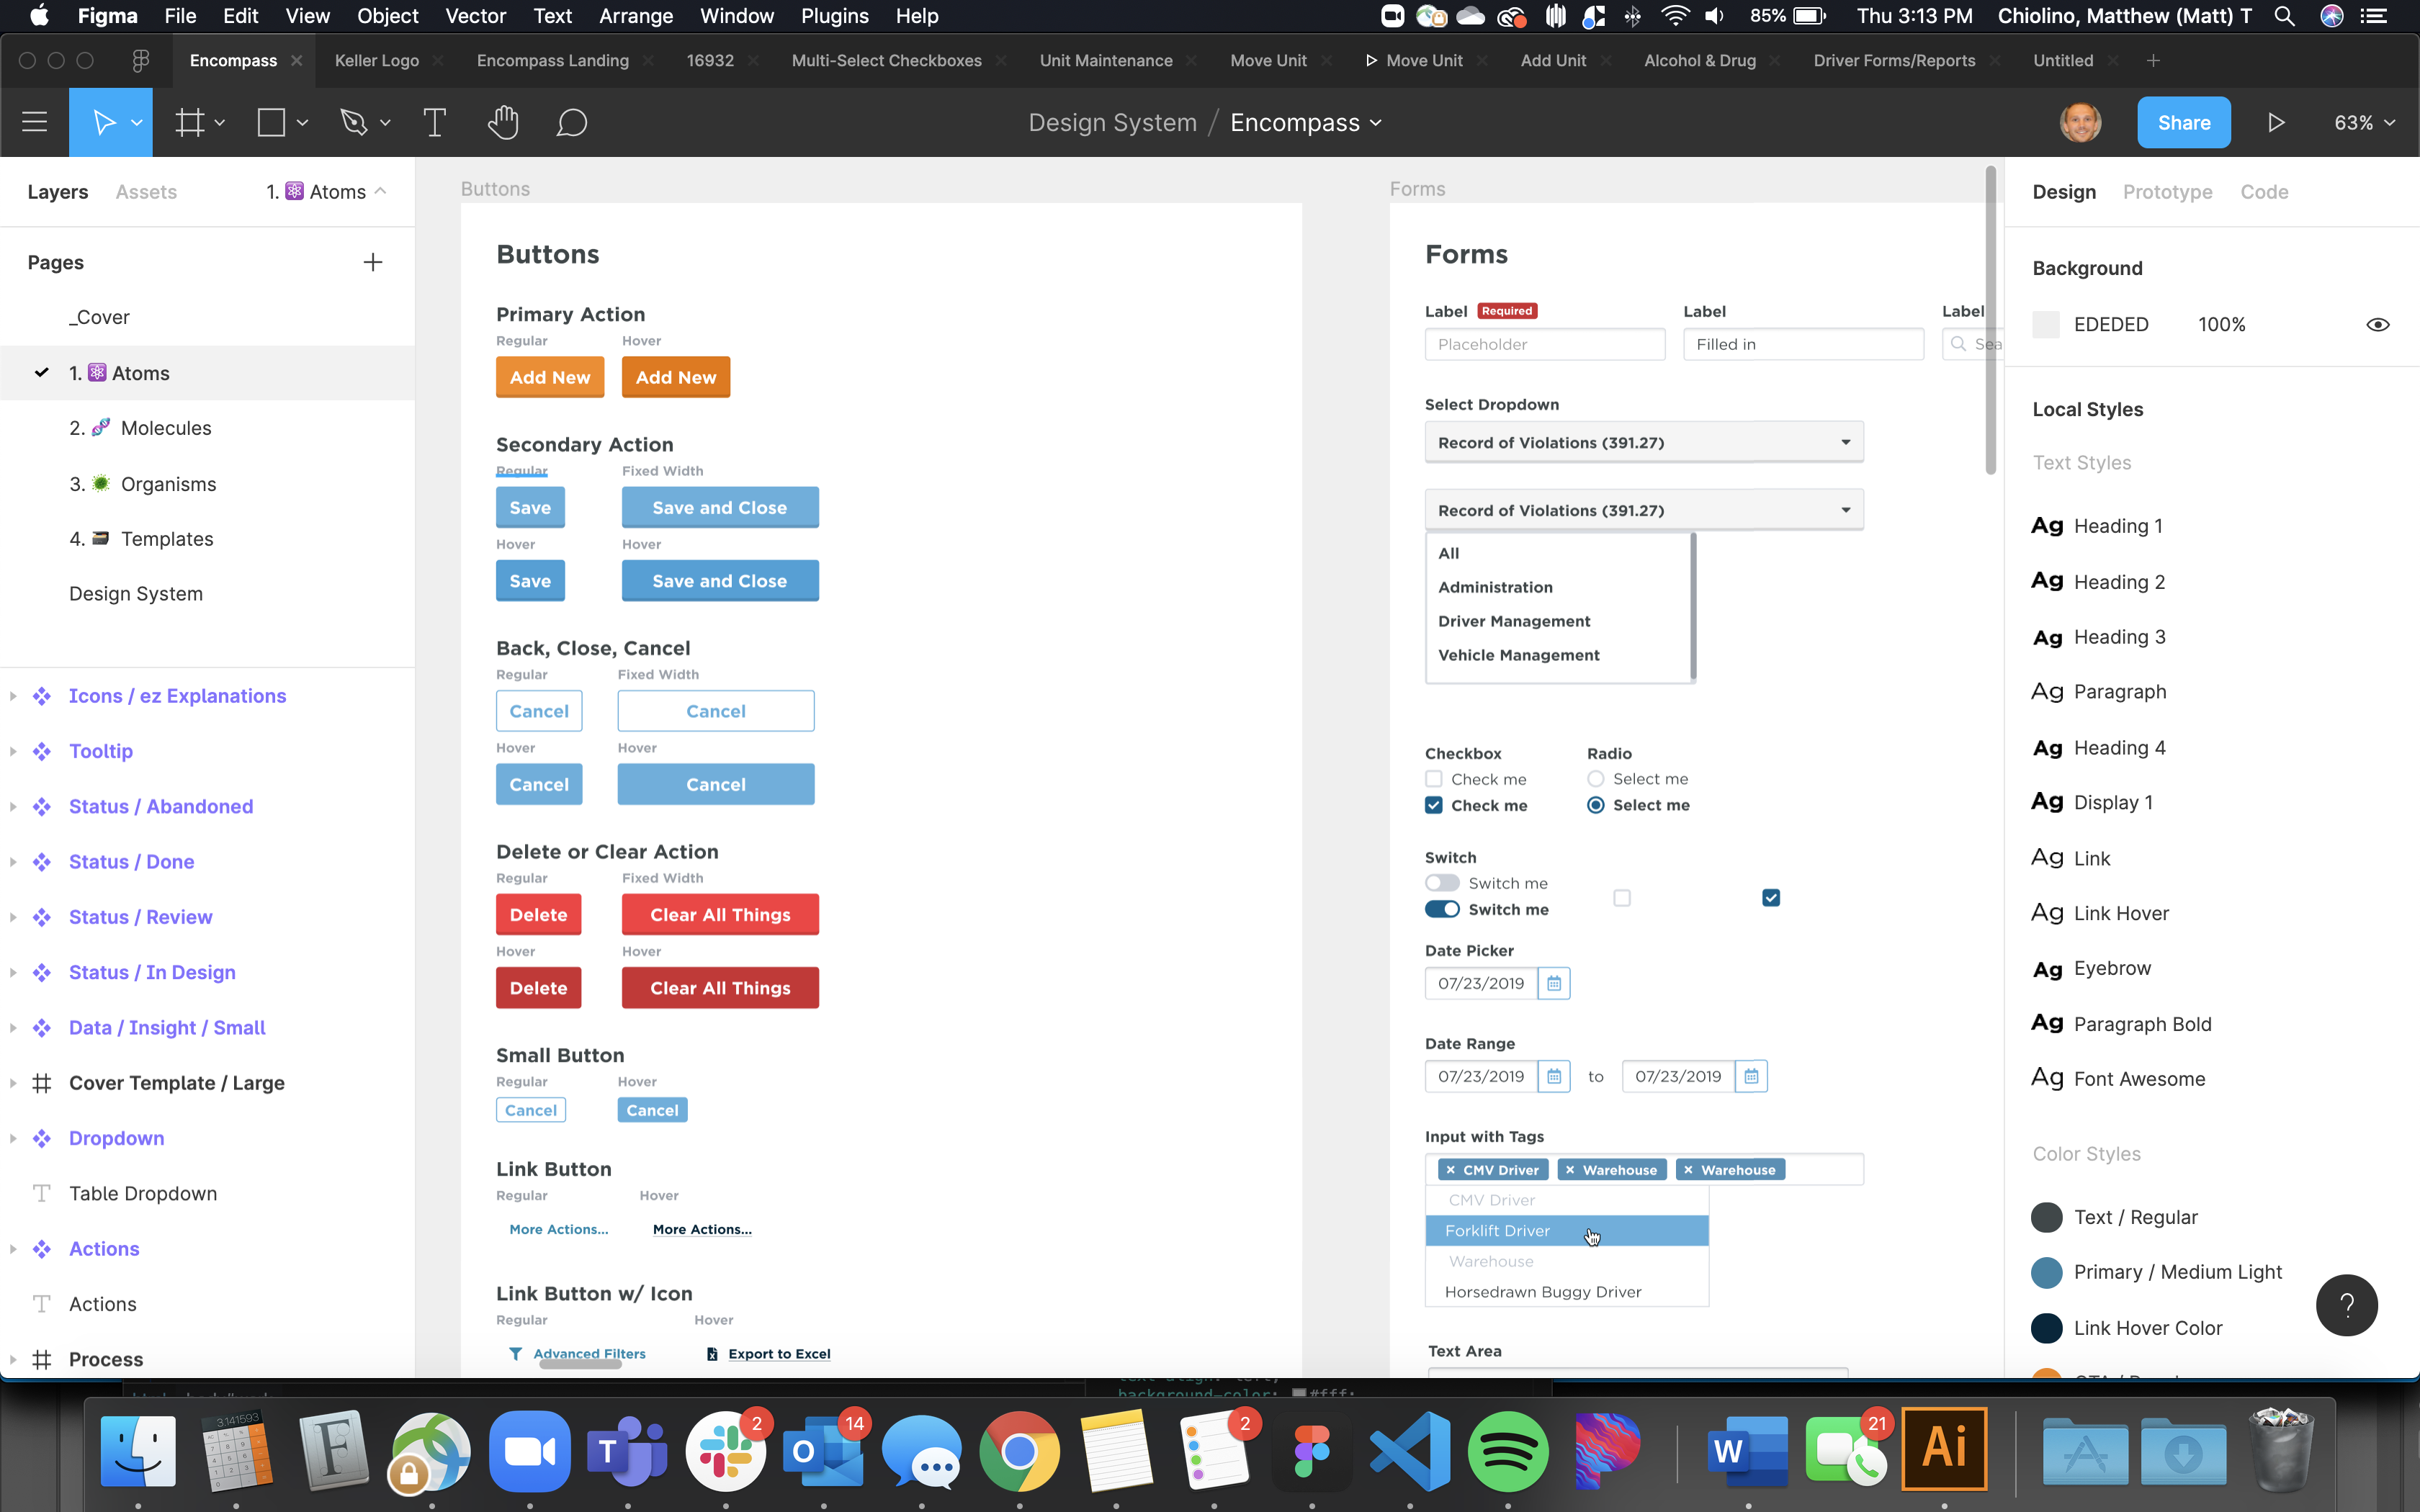 Figma File Edit View Object Vector Text Arrange Window Plugins Help 85% Thu 3:13 PM Chiolino, Matthew (Matt) T
Encompass Keller Logo Encompass Landing 16932 Multi-Select Checkboxes Unit Maintenance Move Unit Move Unit Add Unit Alcohol & Drug Driver Forms/Reports Untitled
Design System / Encompass Share 63%
Layers Assets 1. Atoms
Pages
_Cover
1. Atoms
2. Molecules
3. Organisms
4. Templates
Design System
Icons / ez Explanations
Tooltip
Status / Abandoned
Status / Done
Status / Review
Status / In Design
Data / Insight / Small
Cover Template / Large
Dropdown
Table Dropdown
Actions
Actions
Process
Buttons
Buttons
Primary Action
Regular Hover
Add New Add New
Secondary Action
Regular Fixed Width
Save Save and Close
Hover Hover
Save Save and Close
Back, Close, Cancel
Regular Fixed Width
Cancel Cancel
Hover Hover
Cancel Cancel
Delete or Clear Action
Regular Fixed Width
Delete Clear All Things
Hover Hover
Delete Clear All Things
Small Button
Regular Hover
Cancel Cancel
Link Button
Regular Hover
More Actions... More Actions...
Link Button w/ Icon
Regular Hover
Advanced Filters Export to Excel
Forms
Forms
Label Required Label Label
Placeholder Filled in Sea
Select Dropdown
Record of Violations (391.27)
Record of Violations (391.27)
All
Administration
Driver Management
Vehicle Management
Checkbox Radio
Check me Select me
Check me Select me
Switch
Switch me
Switch me
Date Picker
07/23/2019
Date Range
07/23/2019 to 07/23/2019
Input with Tags
× CMV Driver × Warehouse × Warehouse
CMV Driver
Forklift Driver
Warehouse
Horsedrawn Buggy Driver
Text Area
Design Prototype Code
Background
EDEDED 100%
Local Styles
Text Styles
Ag Heading 1
Ag Heading 2
Ag Heading 3
Ag Paragraph
Ag Heading 4
Ag Display 1
Ag Link
Ag Link Hover
Ag Eyebrow
Ag Paragraph Bold
Ag Font Awesome
Color Styles
Text / Regular
Primary / Medium Light
Link Hover Color
?
background-color: #fff;
3.141593
2 14 2 21
T O W Ai